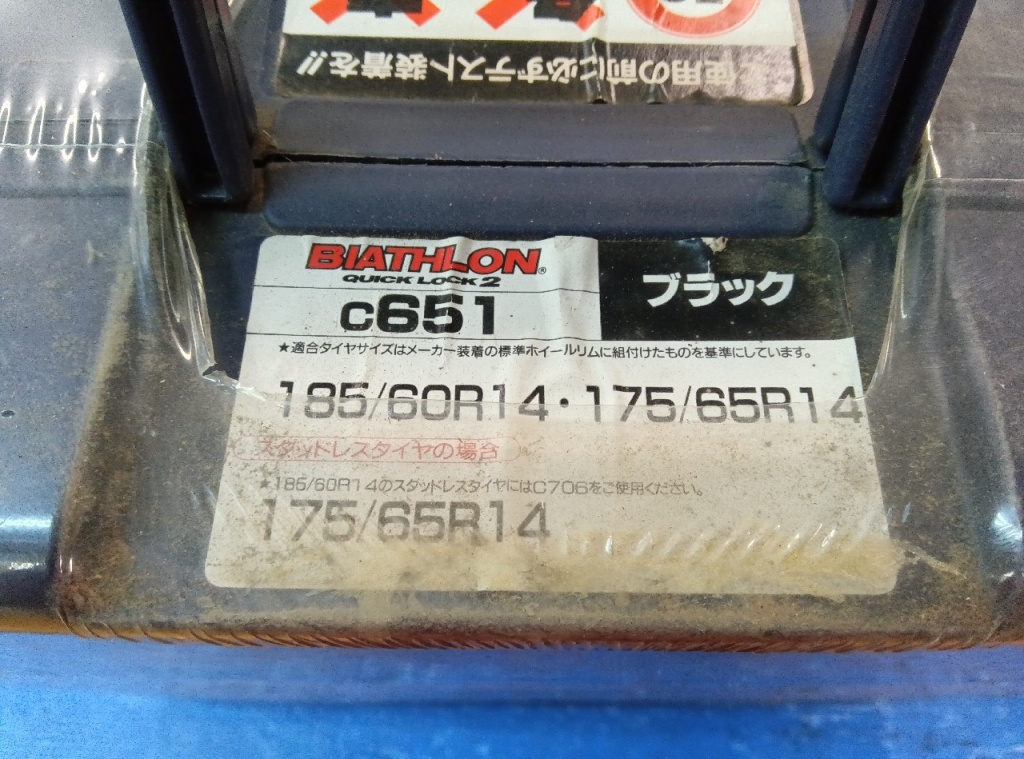 ご使用の前に必ずテスト装着を!!
BIATHLON®
QUICK LOCK 2
c651
ブラック
★適合タイヤサイズはメーカー装着の標準ホイールリムに組付けたものを基準にしています。
185/60R14・175/65R14
スタッドレスタイヤの場合
★185/60R14のスタッドレスタイヤにはC706をご使用ください。
175/65R14